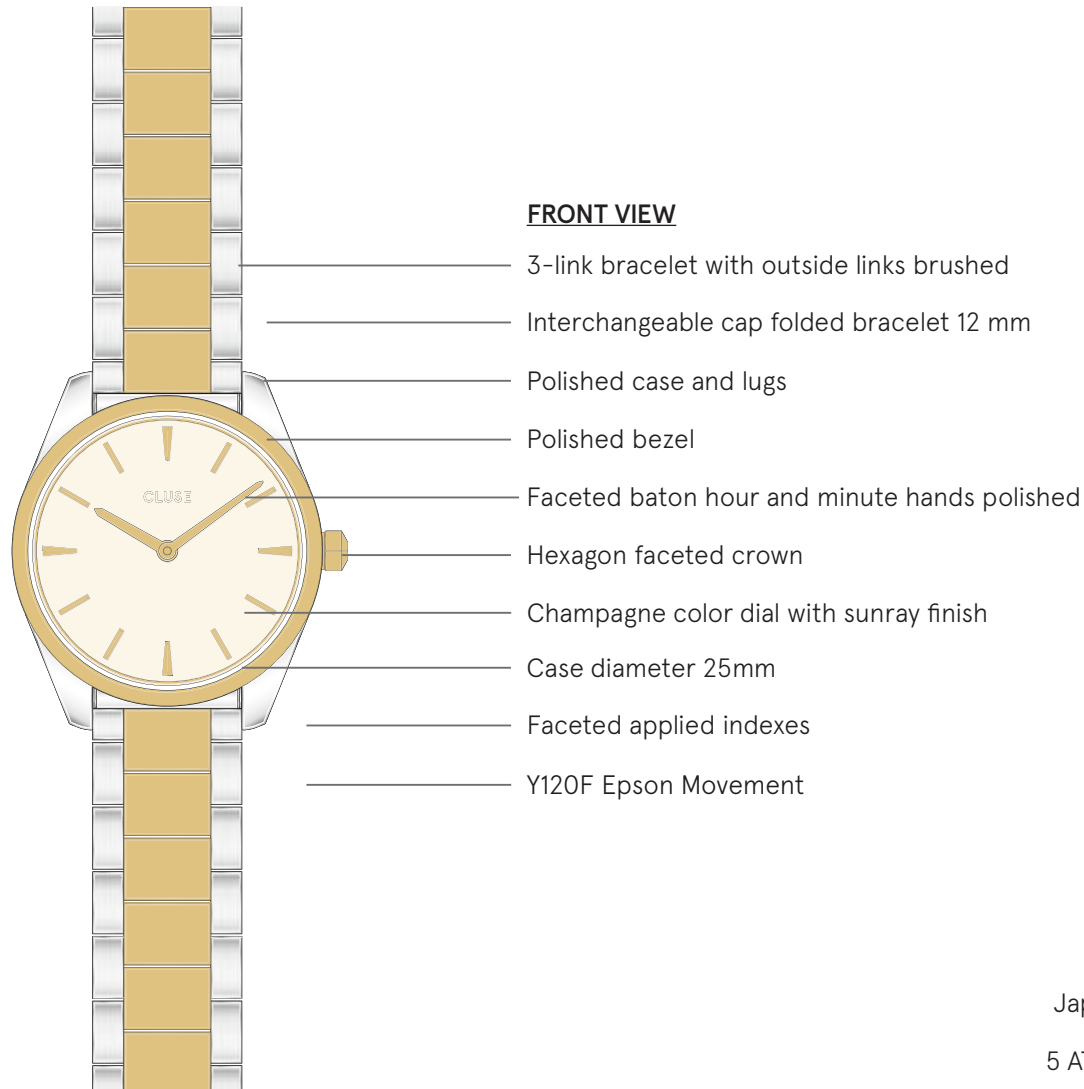 FRONT VIEW
3-link bracelet with outside links brushed
Interchangeable cap folded bracelet 12 mm
Polished case and lugs
Polished bezel
CLUSE
Faceted baton hour and minute hands polished
Hexagon faceted crown
Champagne color dial with sunray finish
Case diameter 25mm
Faceted applied indexes
Y120F Epson Movement
5